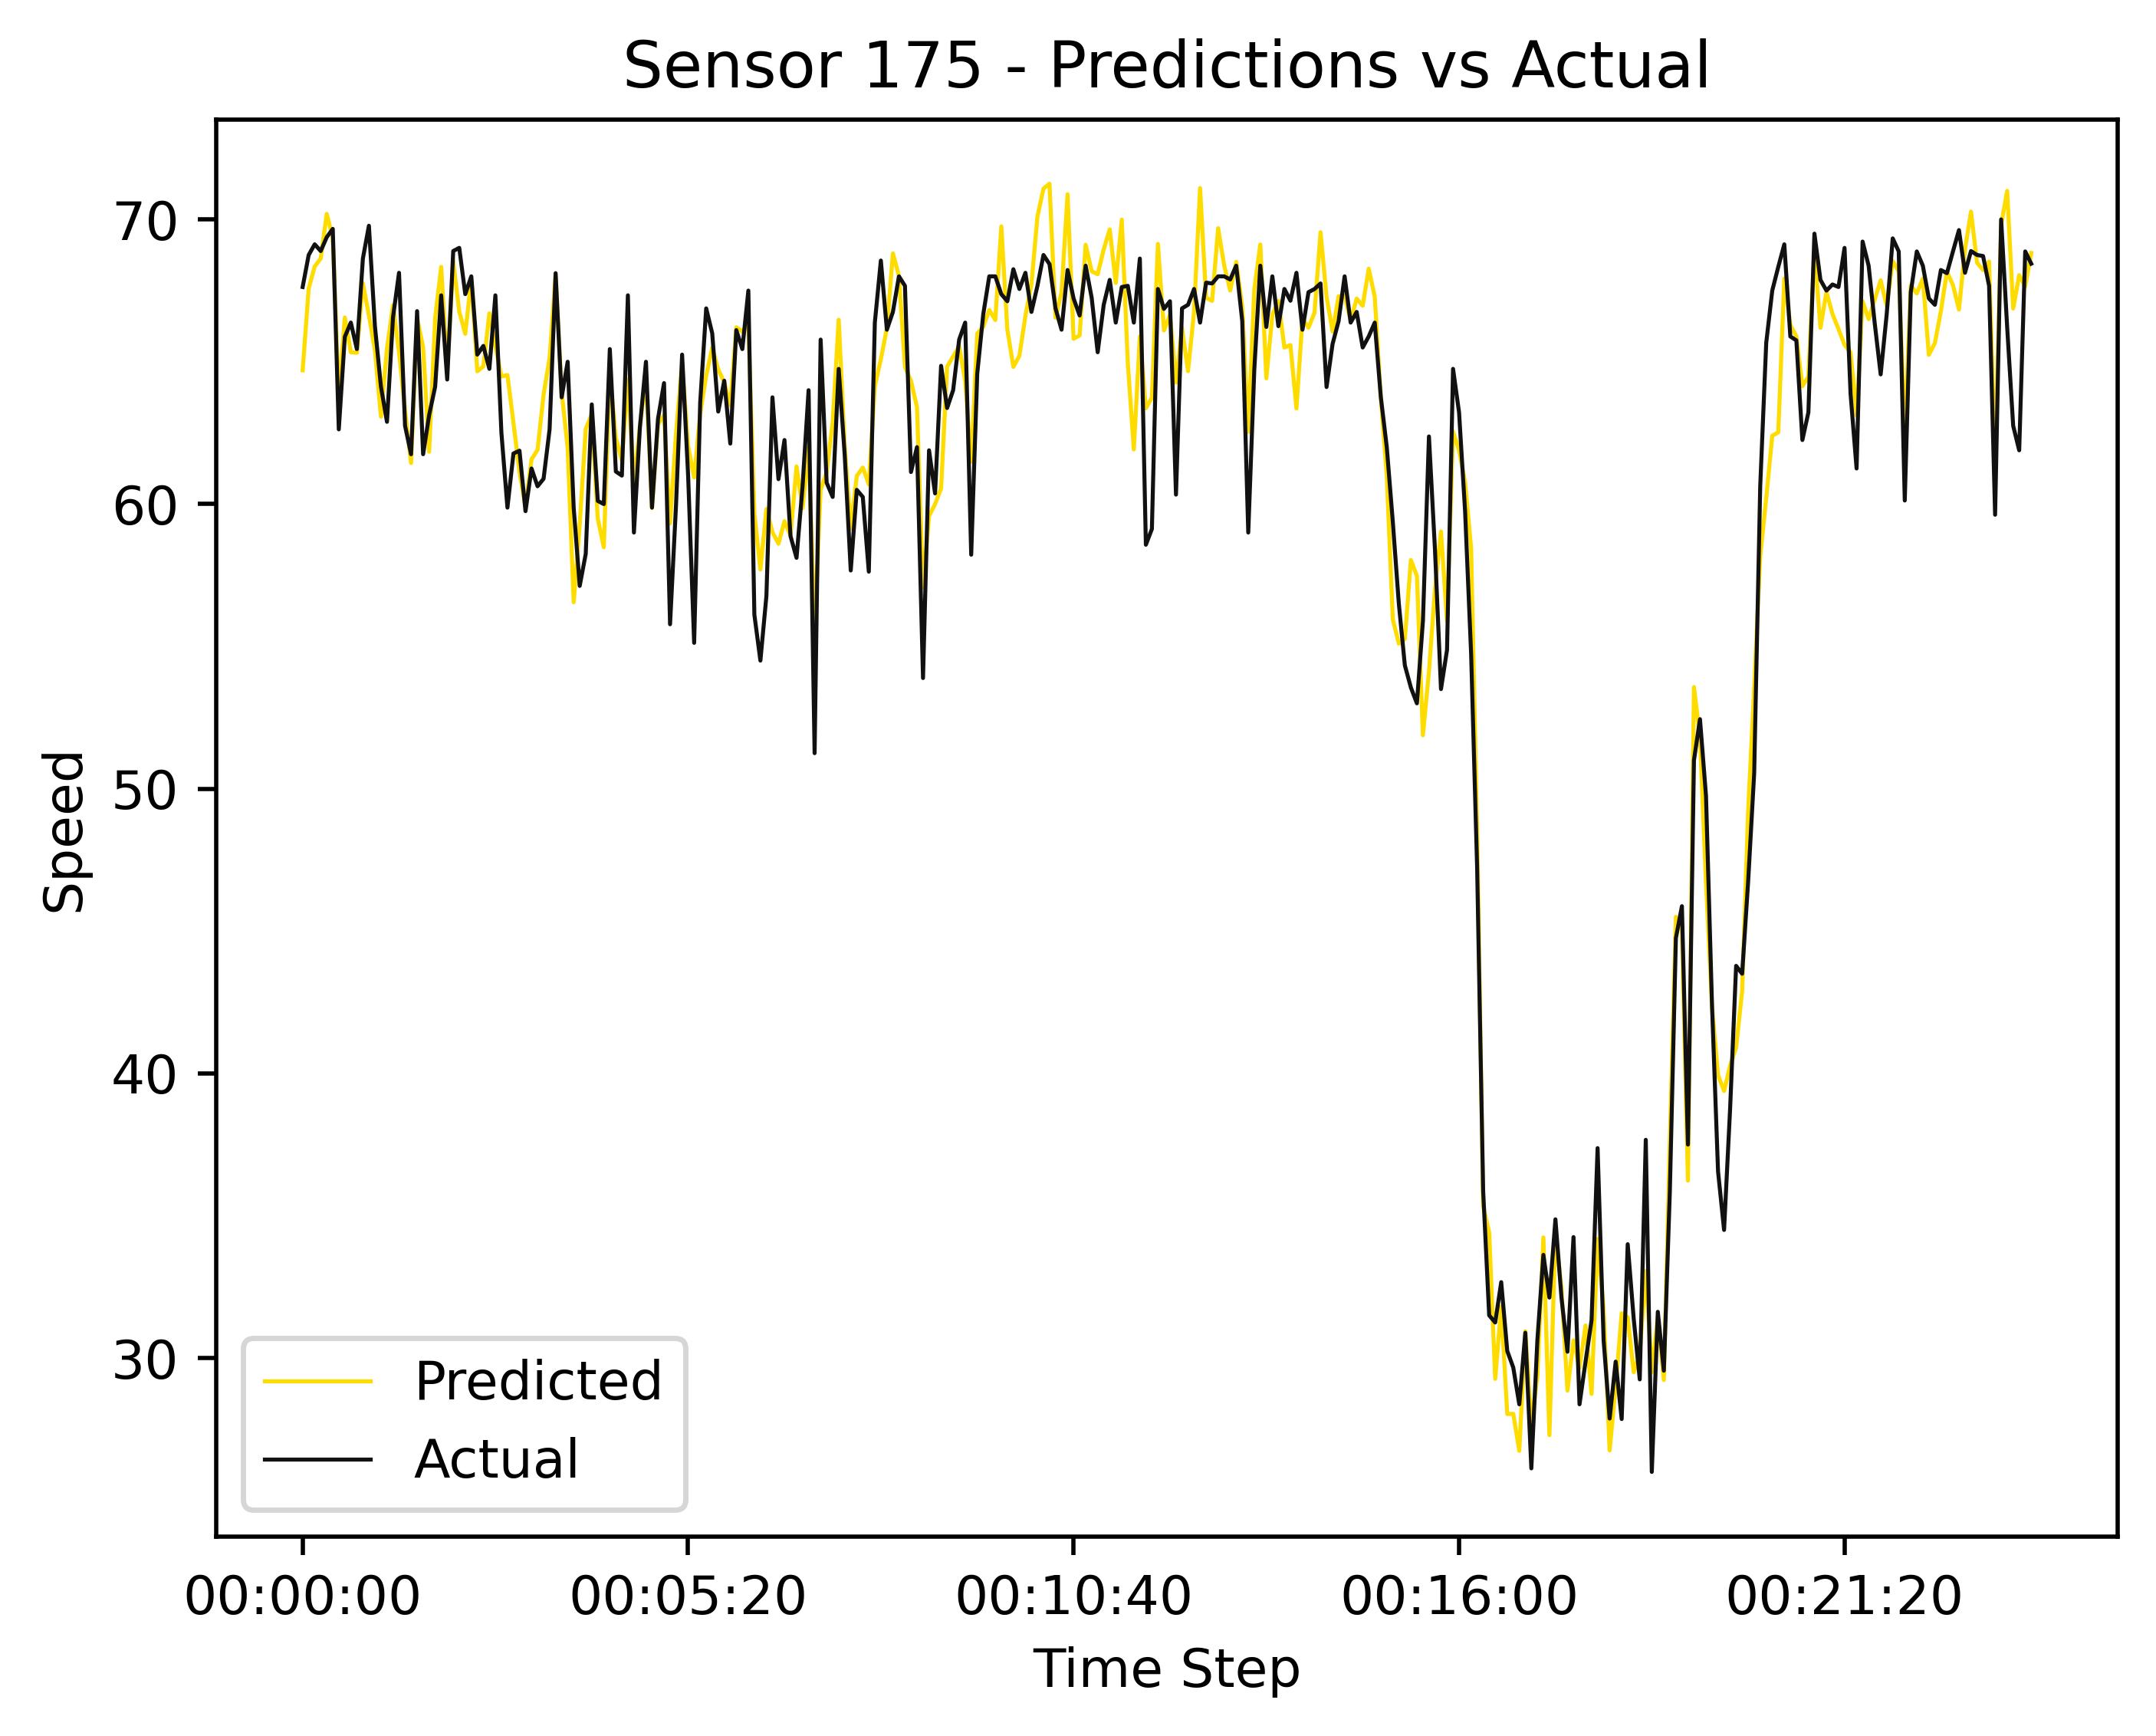 Sensor 175 - Predictions vs Actual
70
60
50
40
30
Speed
Predicted
Actual
00:00:00 00:05:20 00:10:40 00:16:00 00:21:20
Time Step